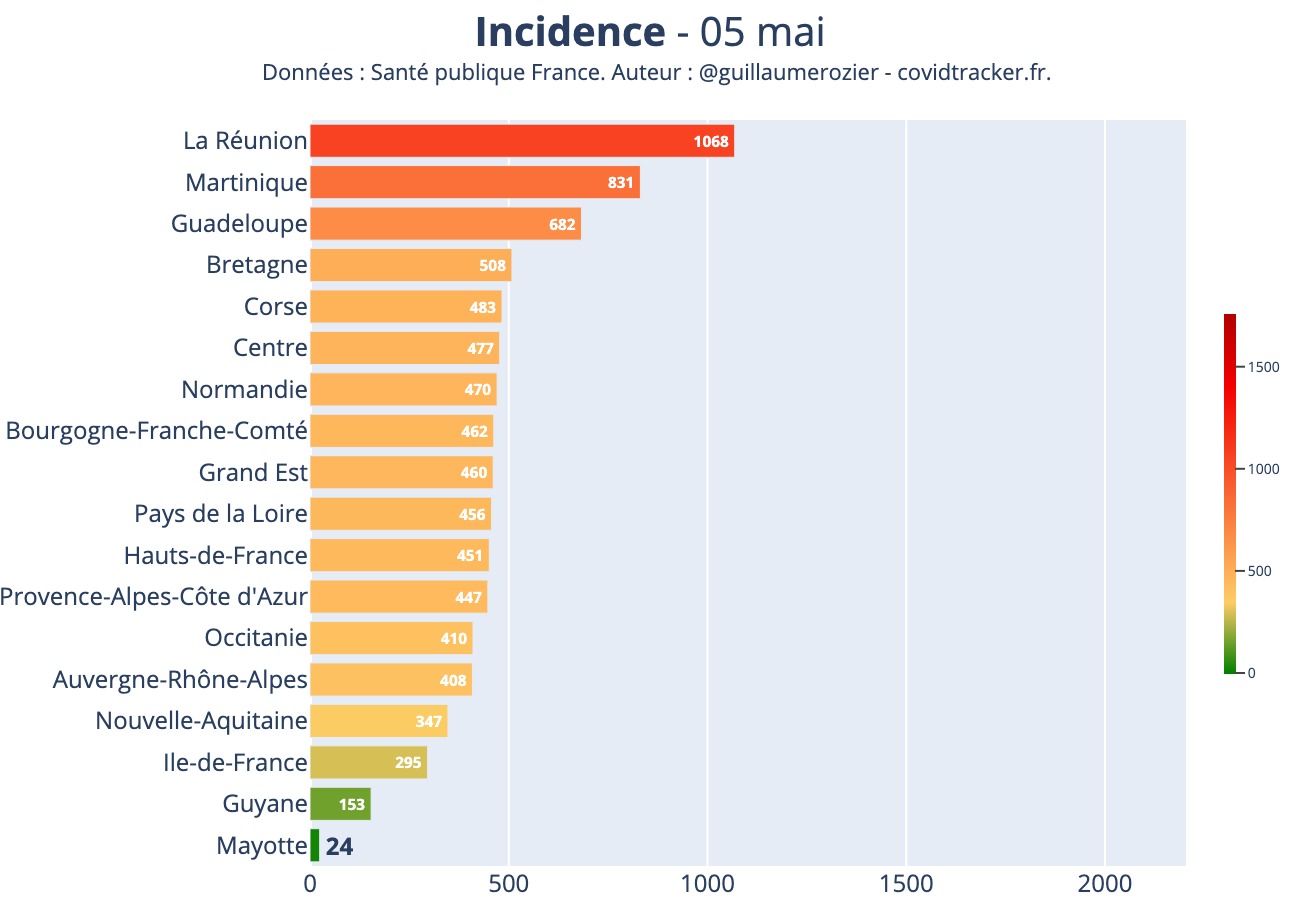 Incidence - 05 mai
Données : Santé publique France. Auteur : @guillaumerozier - covidtracker.fr.
La Réunion 1068
Martinique 831
Guadeloupe 682
Bretagne 508
Corse 483
Centre 477
Normandie 470
Bourgogne-Franche-Comté 462
Grand Est 460
Pays de la Loire 456
Hauts-de-France 451
Provence-Alpes-Côte d'Azur 447
Occitanie 410
Auvergne-Rhône-Alpes 408
Nouvelle-Aquitaine 347
Ile-de-France 295
Guyane 153
Mayotte 24
0 500 1000 1500 2000
1500
1000
500
0